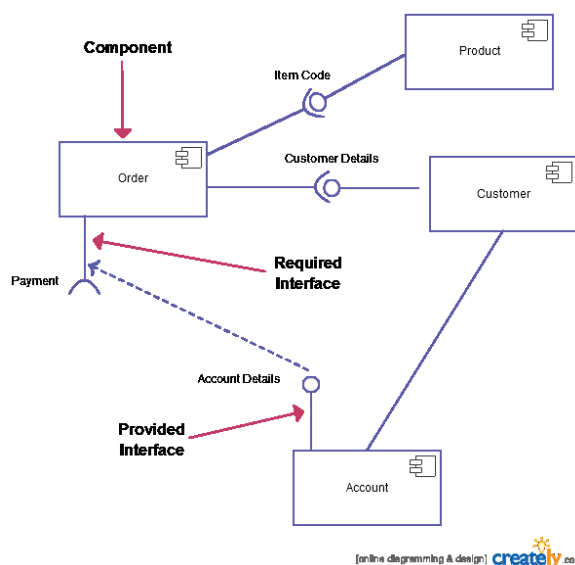 Component
Product
Item Code
Order
Customer Details
Customer
Required
Interface
Payment
Account Details
Provided
Interface
Account
[online diagramming & design] creately.co